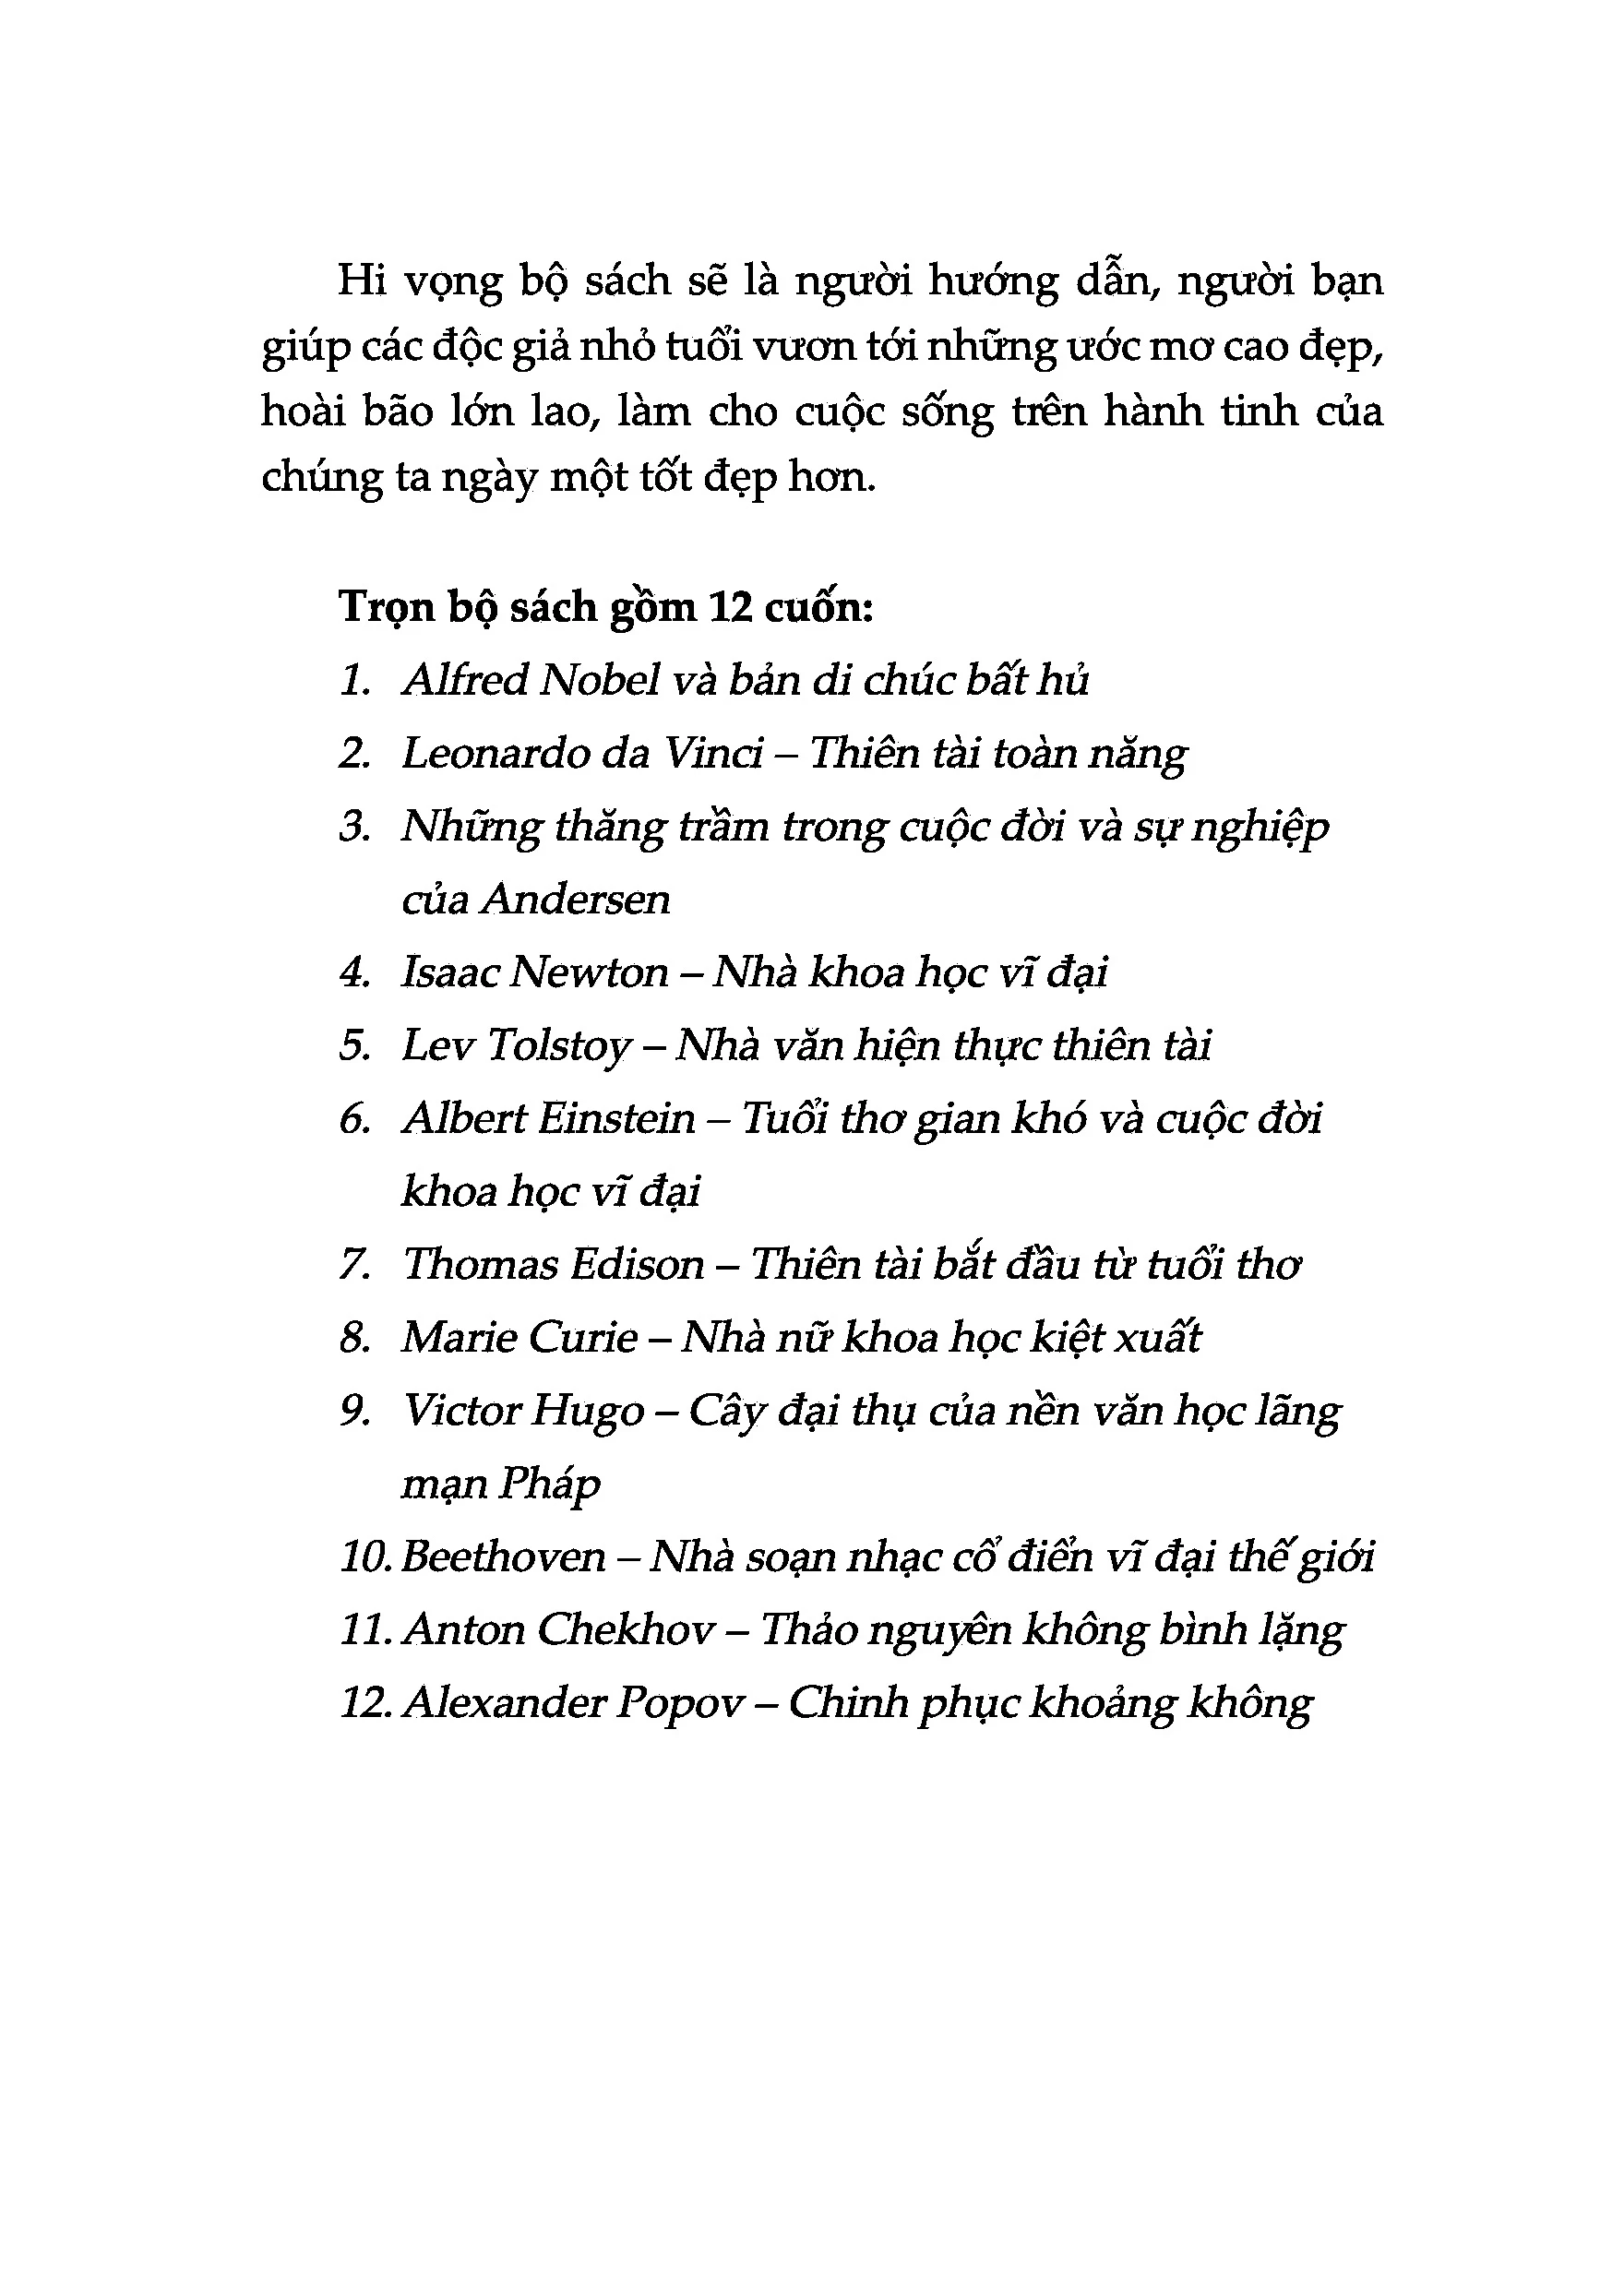 Hi vọng bộ sách sẽ là người hướng dẫn, người bạn
giúp các độc giả nhỏ tuổi vươn tới những ước mơ cao đẹp,
hoài bão lớn lao, làm cho cuộc sống trên hành tinh của
chúng ta ngày một tốt đẹp hơn.
Trọn bộ sách gồm 12 cuốn:
1. Alfred Nobel và bản di chúc bất hủ
2. Leonardo da Vinci – Thiên tài toàn năng
3. Những thăng trầm trong cuộc đời và sự nghiệp
của Andersen
4. Isaac Newton – Nhà khoa học vĩ đại
5. Lev Tolstoy – Nhà văn hiện thực thiên tài
6. Albert Einstein – Tuổi thơ gian khó và cuộc đời
khoa học vĩ đại
7. Thomas Edison – Thiên tài bắt đầu từ tuổi thơ
8. Marie Curie – Nhà nữ khoa học kiệt xuất
9. Victor Hugo – Cây đại thụ của nền văn học lãng
mạn Pháp
10. Beethoven – Nhà soạn nhạc cổ điển vĩ đại thế giới
11. Anton Chekhov – Thảo nguyên không bình lặng
12. Alexander Popov – Chinh phục khoảng không